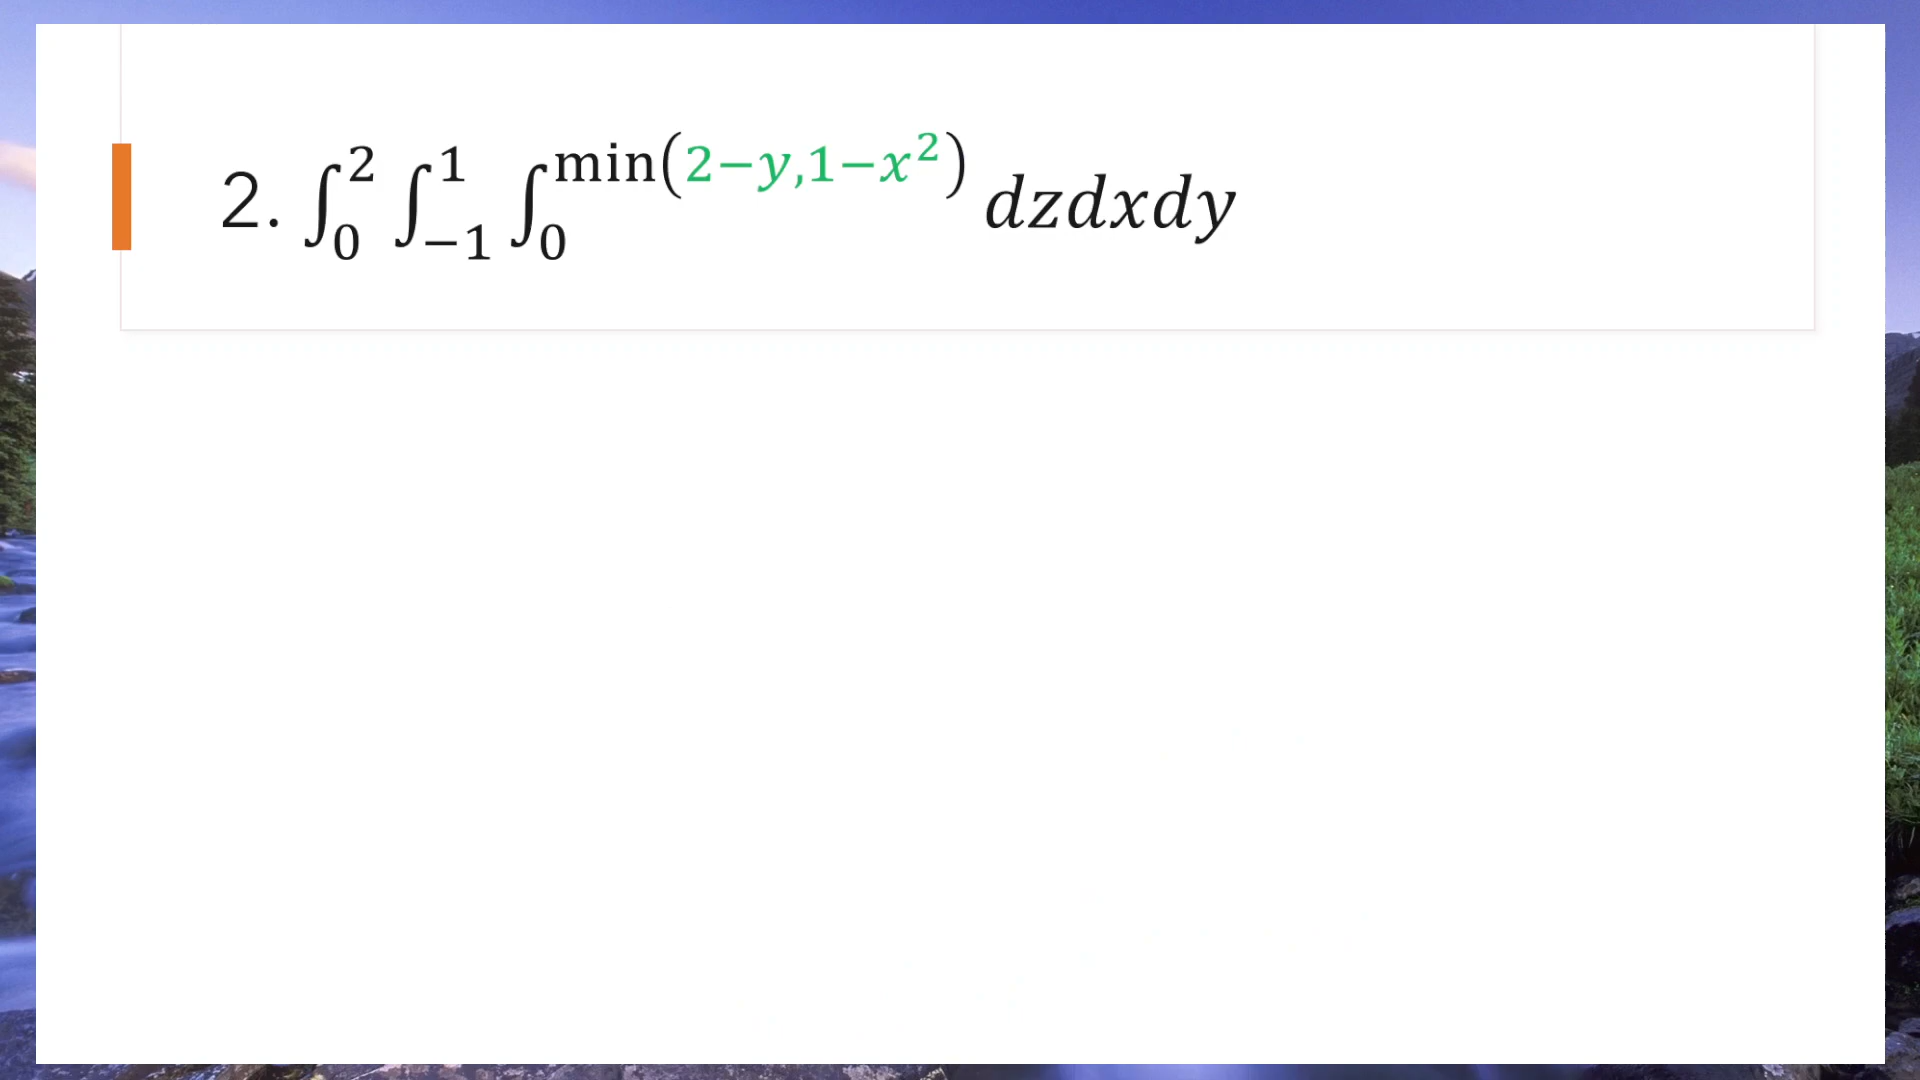 2. ∫₀² ∫₋₁¹ ∫₀^{min(2−y,1−x²)} dzdxdy